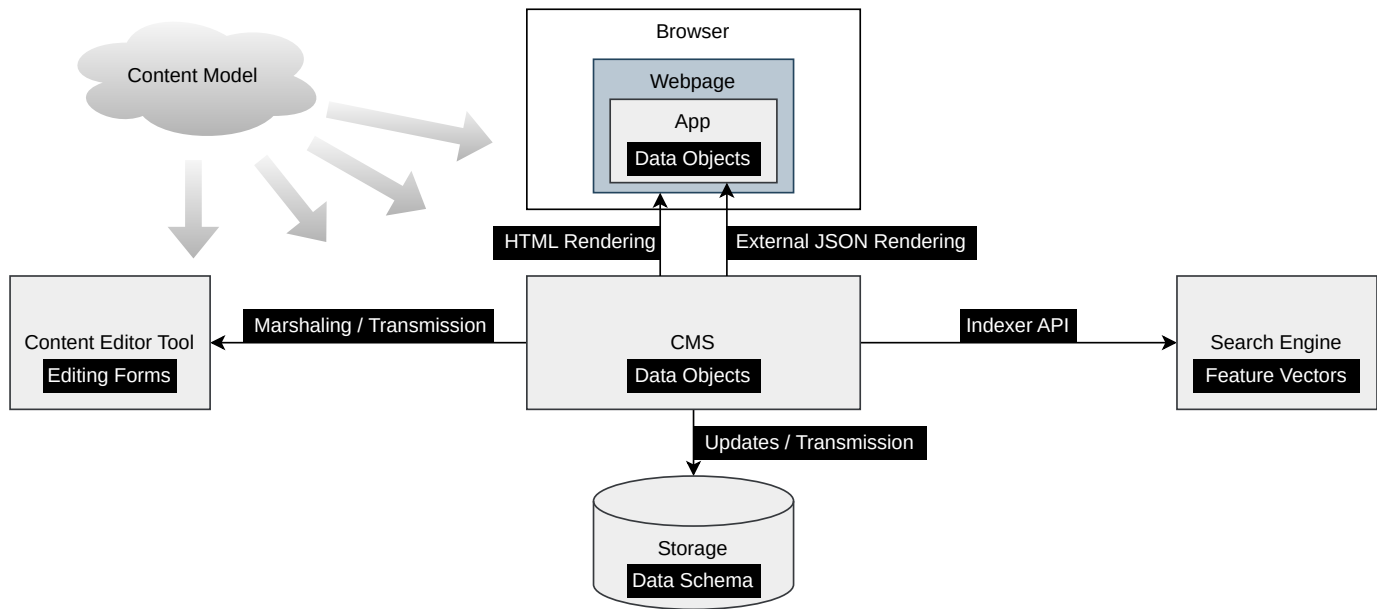 Browser
Content Model
Webpage
App
Data Objects
HTML Rendering
External JSON Rendering
Marshaling / Transmission
Indexer API
Content Editor Tool
CMS
Search Engine
Editing Forms
Data Objects
Feature Vectors
Updates / Transmission
Storage
Data Schema